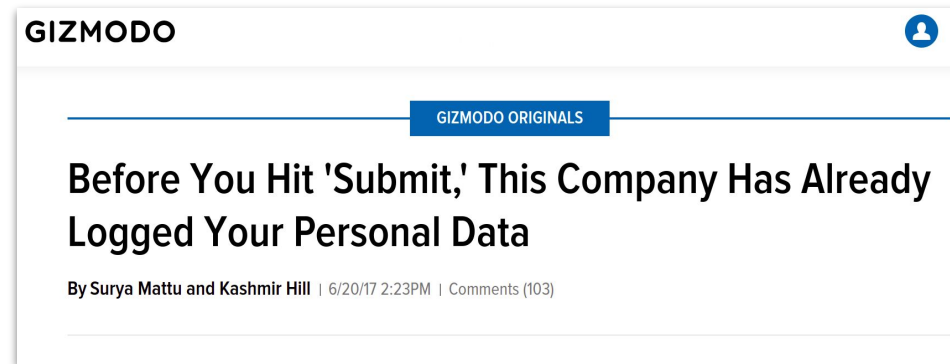 GIZMODO
GIZMODO ORIGINALS
Before You Hit 'Submit,' This Company Has Already
Logged Your Personal Data
By Surya Mattu and Kashmir Hill | 6/20/17 2:23PM | Comments (103)